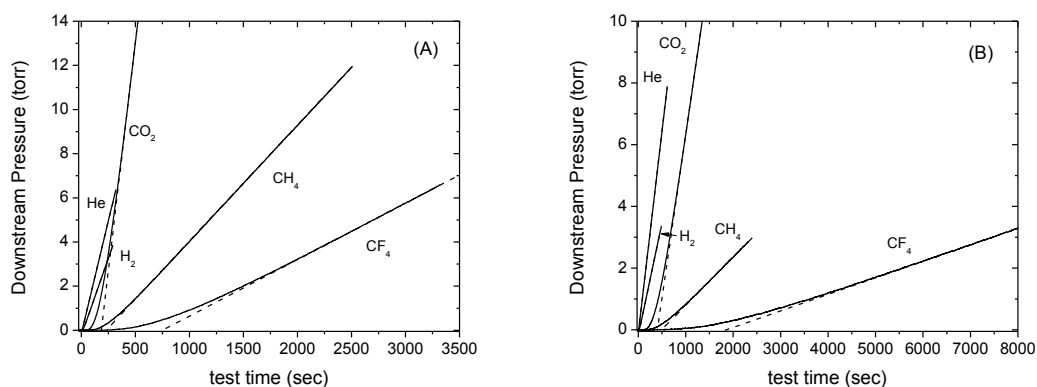 14
12
10
8
6
4
2
0
Downstream Pressure (torr)
(A)
CO2
He
H2
CH4
CF4
0 500 1000 1500 2000 2500 3000 3500
test time (sec)
10
8
6
4
2
0
Downstream Pressure (torr)
(B)
CO2
He
H2
CH4
CF4
0 1000 2000 3000 4000 5000 6000 7000 8000
test time (sec)